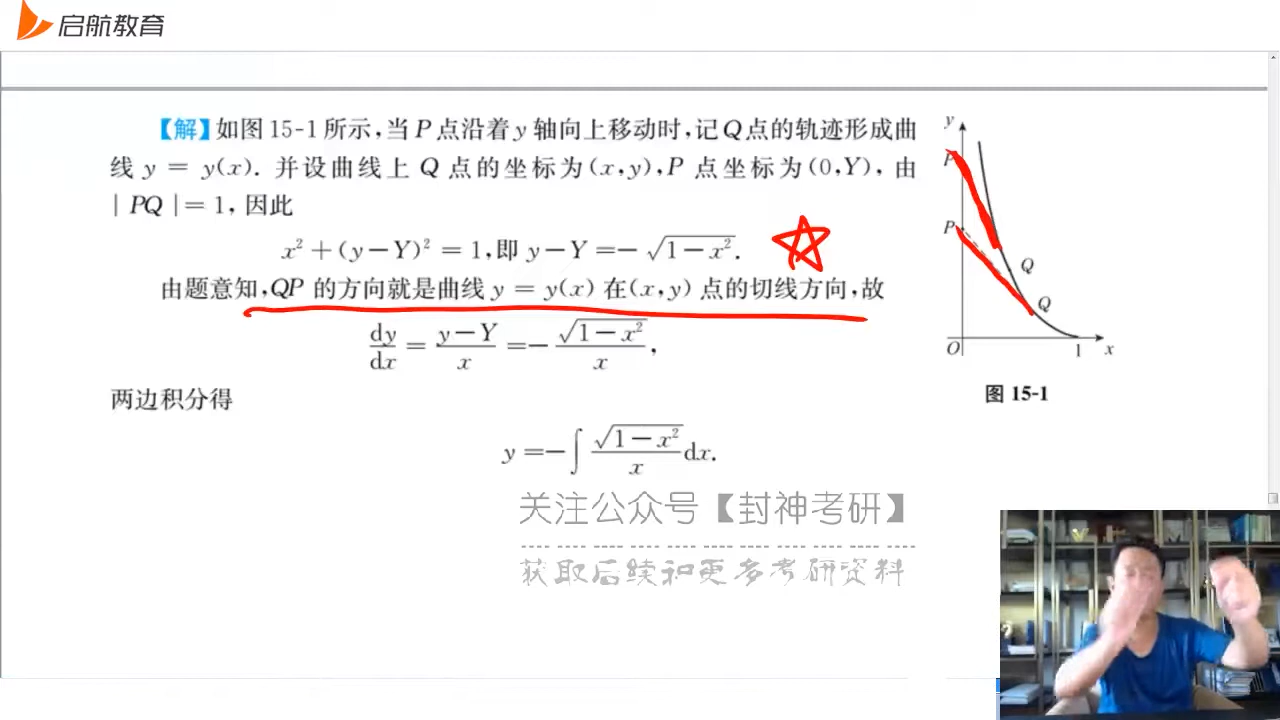 启航教育
【解】如图 15-1 所示,当 P 点沿着 y 轴向上移动时,记 Q 点的轨迹形成曲
线 y = y(x). 并设曲线上 Q 点的坐标为 (x,y), P 点坐标为 (0,Y), 由
| PQ | = 1, 因此
x² + (y − Y)² = 1, 即 y − Y = − √(1 − x²).
由题意知, QP 的方向就是曲线 y = y(x) 在 (x,y) 点的切线方向, 故
dy/dx = (y − Y)/x = − √(1 − x²)/x ,
两边积分得
y = − ∫ √(1 − x²)/x dx.
y
P
P
Q
Q
O
1
x
图 15-1
关注公众号【封神考研】
获取后续和更多考研资料